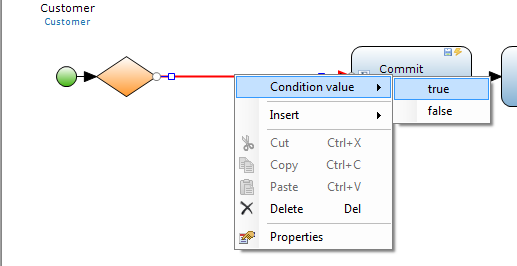 Customer
Customer
Commit
Condition value
true
false
Insert
Cut Ctrl+X
Copy Ctrl+C
Paste Ctrl+V
Delete Del
Properties